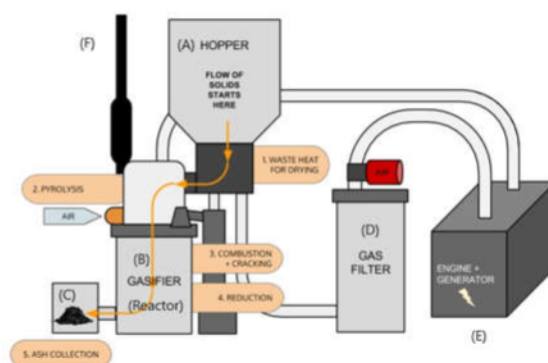 (F)
(A) HOPPER
FLOW OF
SOLIDS
STARTS
HERE
1. WASTE HEAT
FOR DRYING
2. PYROLYSIS
AIR
AIR
(B)
GASIFIER
(Reactor)
3. COMBUSTION
+ CRACKING
4. REDUCTION
(C)
5. ASH COLLECTION
(D)
GAS
FILTER
ENGINE +
GENERATOR
(E)